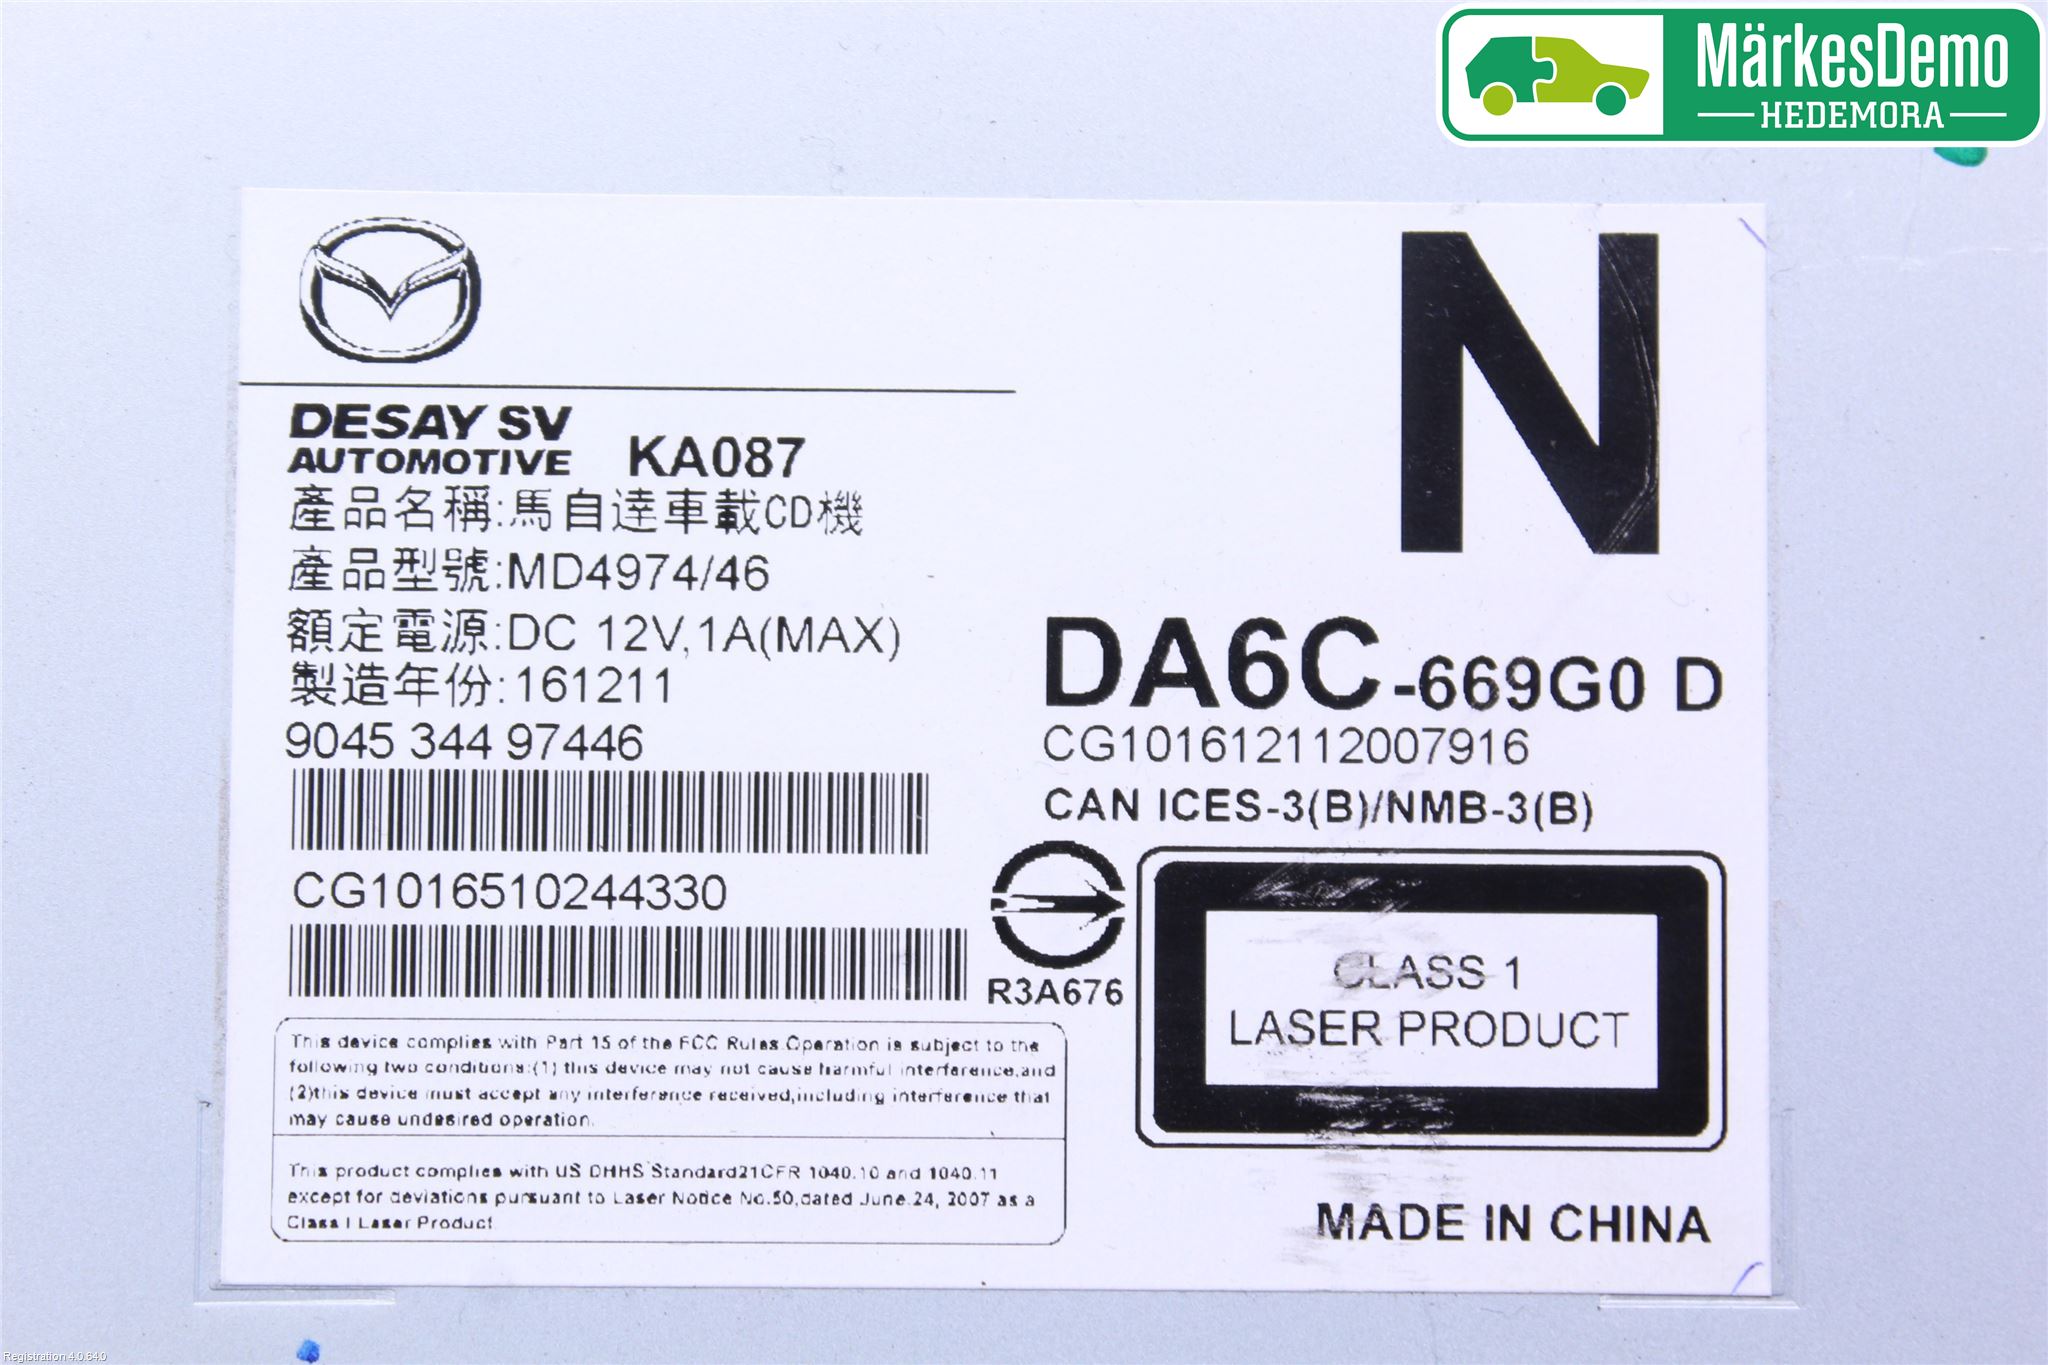 MärkesDemo
HEDEMORA
N
DESAY SV
AUTOMOTIVE KA087
產品名稱:馬自達車載CD機
產品型號:MD4974/46
額定電源:DC 12V,1A(MAX)
製造年份:161211
9045 344 97446
CG1016510244330
DA6C-669G0 D
CG101612112007916
CAN ICES-3(B)/NMB-3(B)
R3A676
CLASS 1
LASER PRODUCT
This device complies with Part 15 of the FCC Rules.Operation is subject to the
following two conditions:(1) this device may not cause harmful interference,and
(2)this device must accept any interference received,including interference that
may cause undesired operation.
This product complies with US DHHS Standard21CFR 1040.10 and 1040.11
except for deviations pursuant to Laser Notice No.50,dated June.24, 2007 as a
Class I Laser Product.
MADE IN CHINA
Registration 4.0.64.0